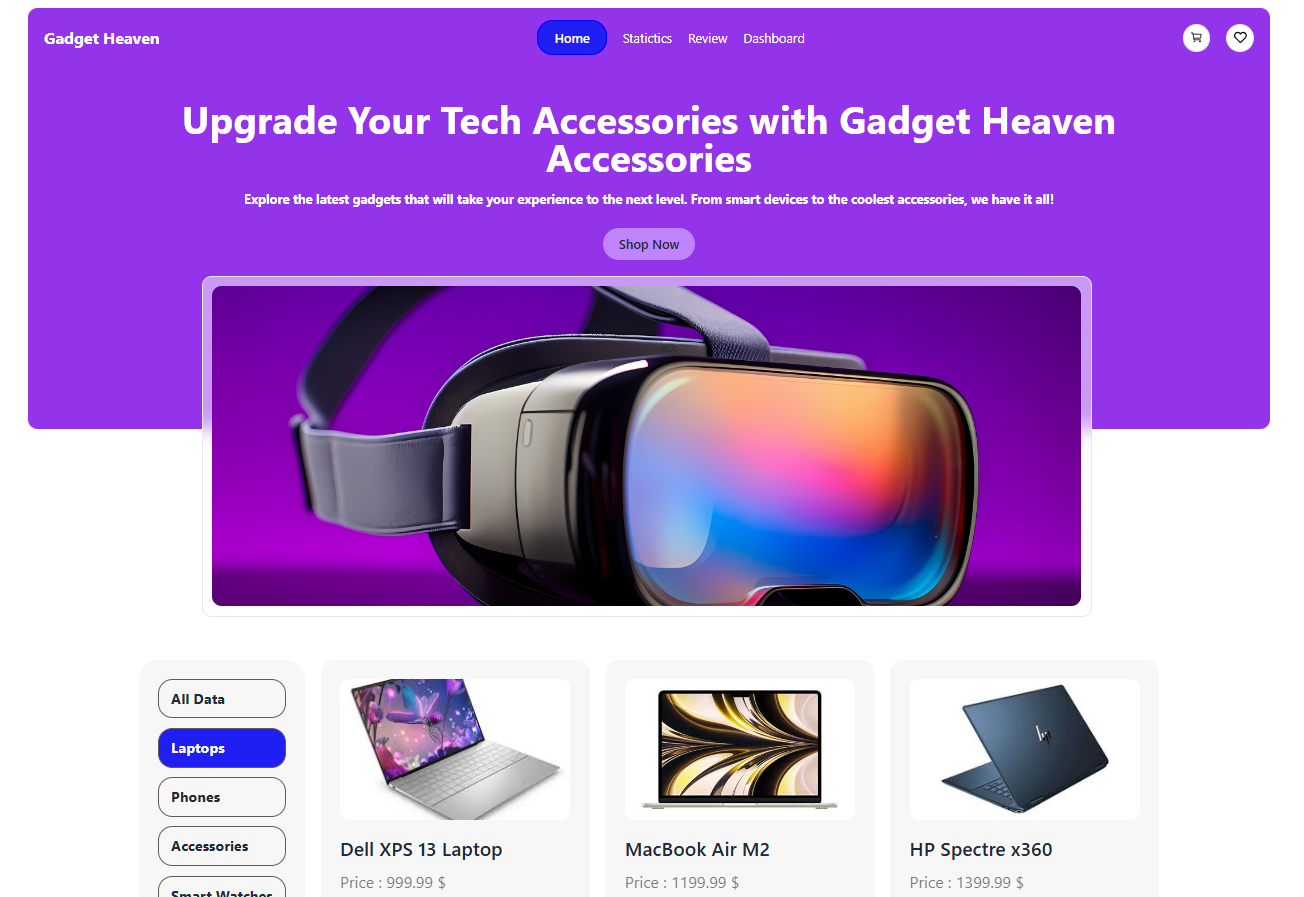 Gadget Heaven
Home
Statictics
Review
Dashboard
Upgrade Your Tech Accessories with Gadget Heaven
Accessories
Explore the latest gadgets that will take your experience to the next level. From smart devices to the coolest accessories, we have it all!
Shop Now
All Data
Laptops
Phones
Accessories
Smart Watches
hp
Dell XPS 13 Laptop
Price : 999.99 $
MacBook Air M2
Price : 1199.99 $
HP Spectre x360
Price : 1399.99 $